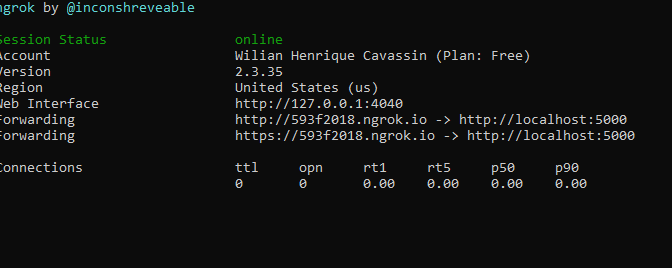 ngrok by @inconshreveable
Session Status online
Account Wilian Henrique Cavassin (Plan: Free)
Version 2.3.35
Region United States (us)
Web Interface http://127.0.0.1:4040
Forwarding http://593f2018.ngrok.io -> http://localhost:5000
Forwarding https://593f2018.ngrok.io -> http://localhost:5000
Connections ttl opn rt1 rt5 p50 p90
0 0 0.00 0.00 0.00 0.00